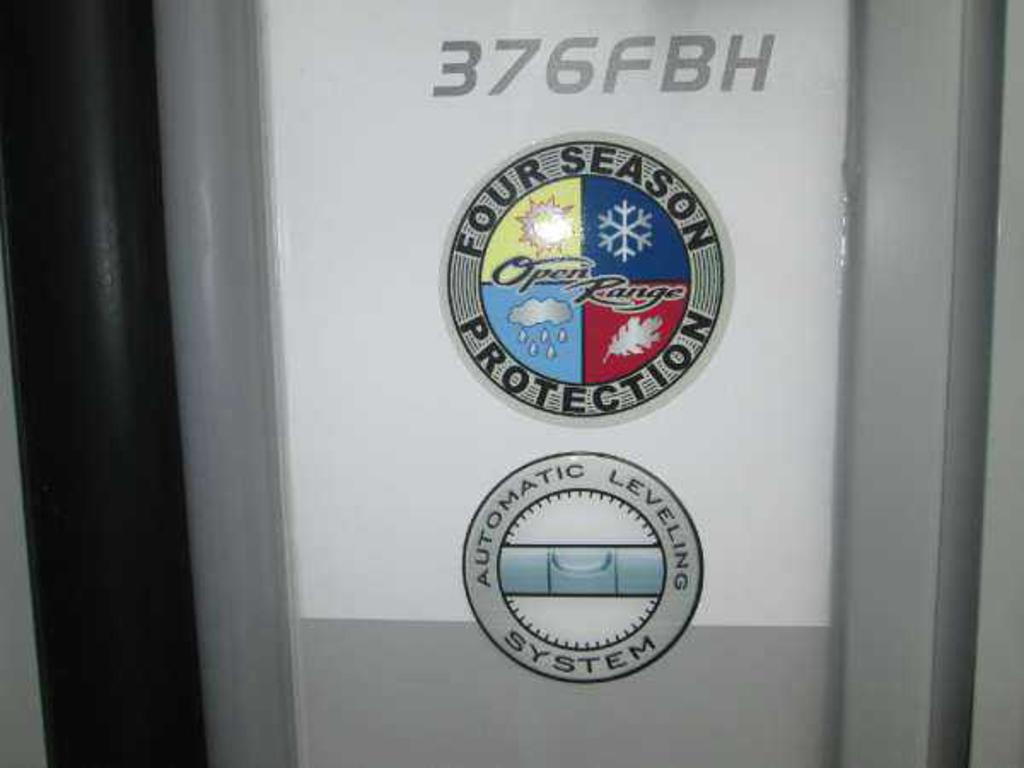 376FBH
FOUR SEASON
Open Range
PROTECTION
AUTOMATIC LEVELING
SYSTEM